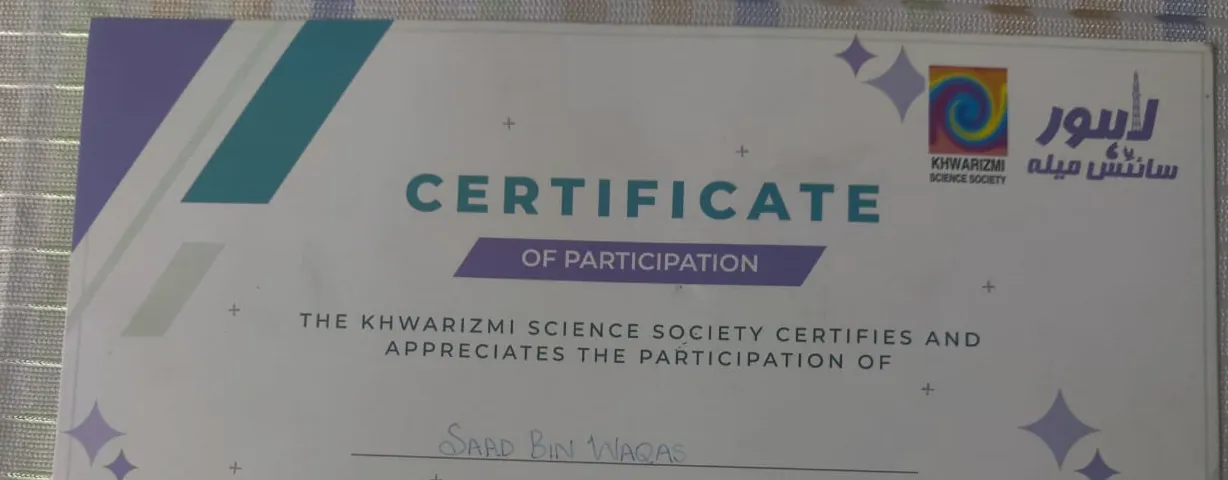 KHWARIZMI
SCIENCE SOCIETY
لاہور
سائنس میلہ
CERTIFICATE
OF PARTICIPATION
THE KHWARIZMI SCIENCE SOCIETY CERTIFIES AND
APPRECIATES THE PARTICIPATION OF
SAAD BIN WAQAS